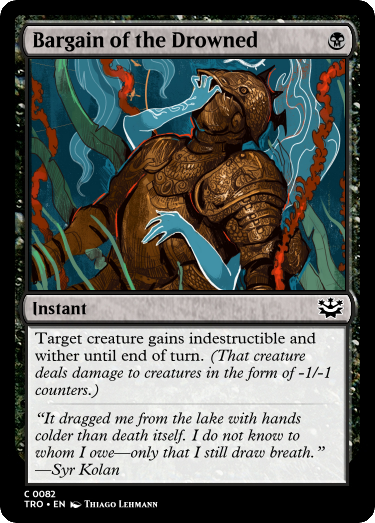 Bargain of the Drowned
Instant
Target creature gains indestructible and
wither until end of turn. (That creature
deals damage to creatures in the form of -1/-1
counters.)
“It dragged me from the lake with hands
colder than death itself. I do not know to
whom I owe—only that I still draw breath.”
—Syr Kolan
C 0082
TRO • EN Thiago Lehmann